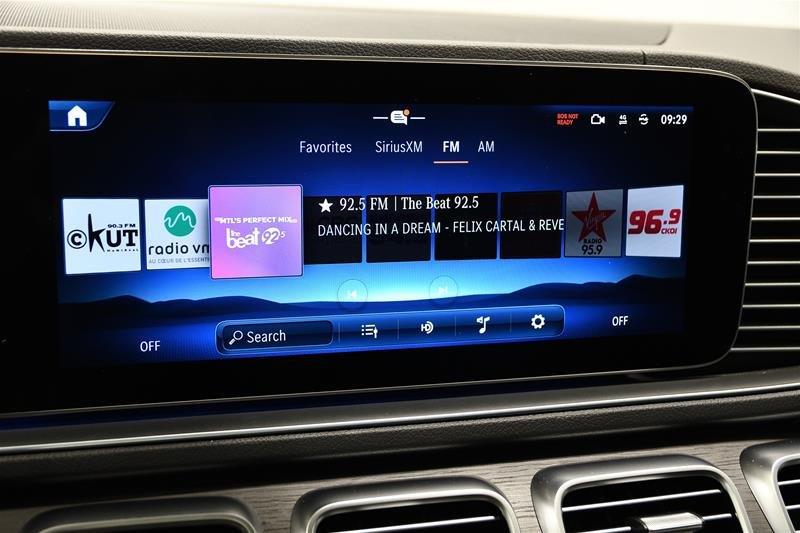 SOS NOT
READY
4G
09:29
Favorites SiriusXM FM AM
90.3 FM
CKUT
MONTRÉAL
radio vm
AU CŒUR DE L'ESSENTIEL
MTL'S PERFECT MIX
the beat 92.5
★ 92.5 FM | The Beat 92.5
DANCING IN A DREAM - FELIX CARTAL & REVE
Virgin
RADIO
95.9
96.9
CKOI
OFF
Search
HD
OFF